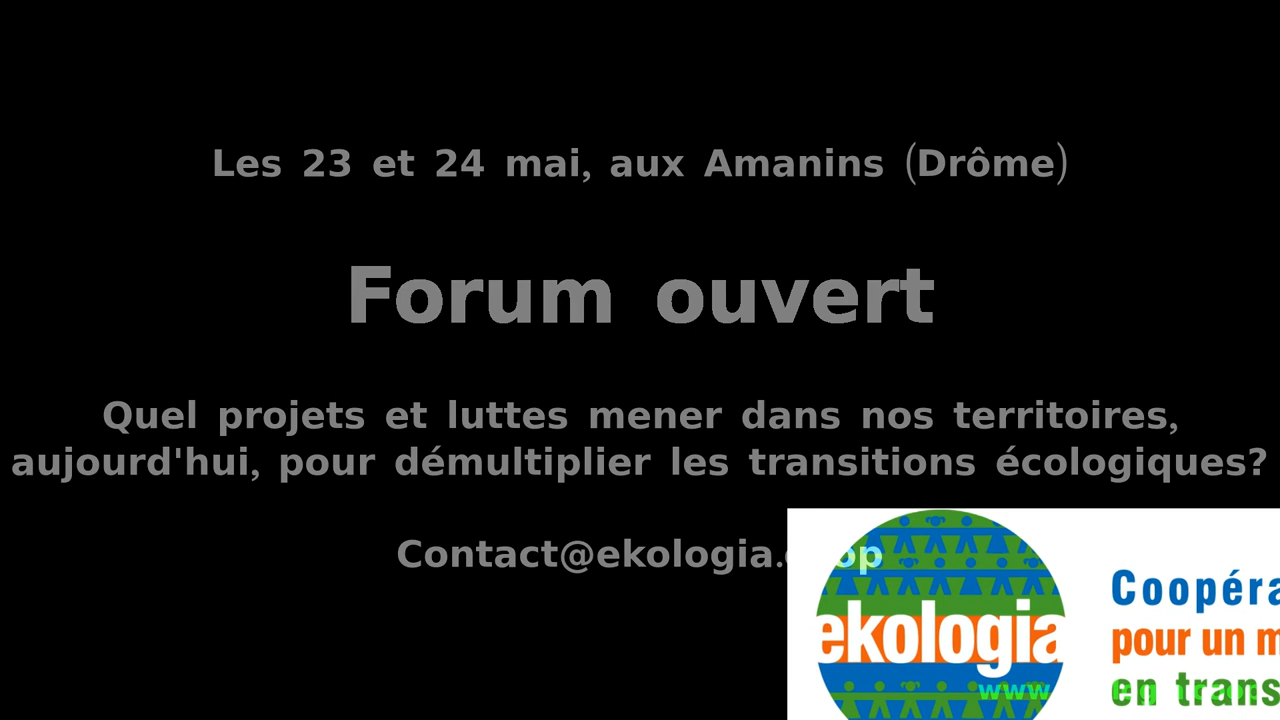 Les 23 et 24 mai, aux Amanins (Drôme)
Forum ouvert
Quel projets et luttes mener dans nos territoires,
aujourd'hui, pour démultiplier les transitions écologiques?
Contact@ekologia.coop
ekologia
Coopéra
pour un m
en trans
www